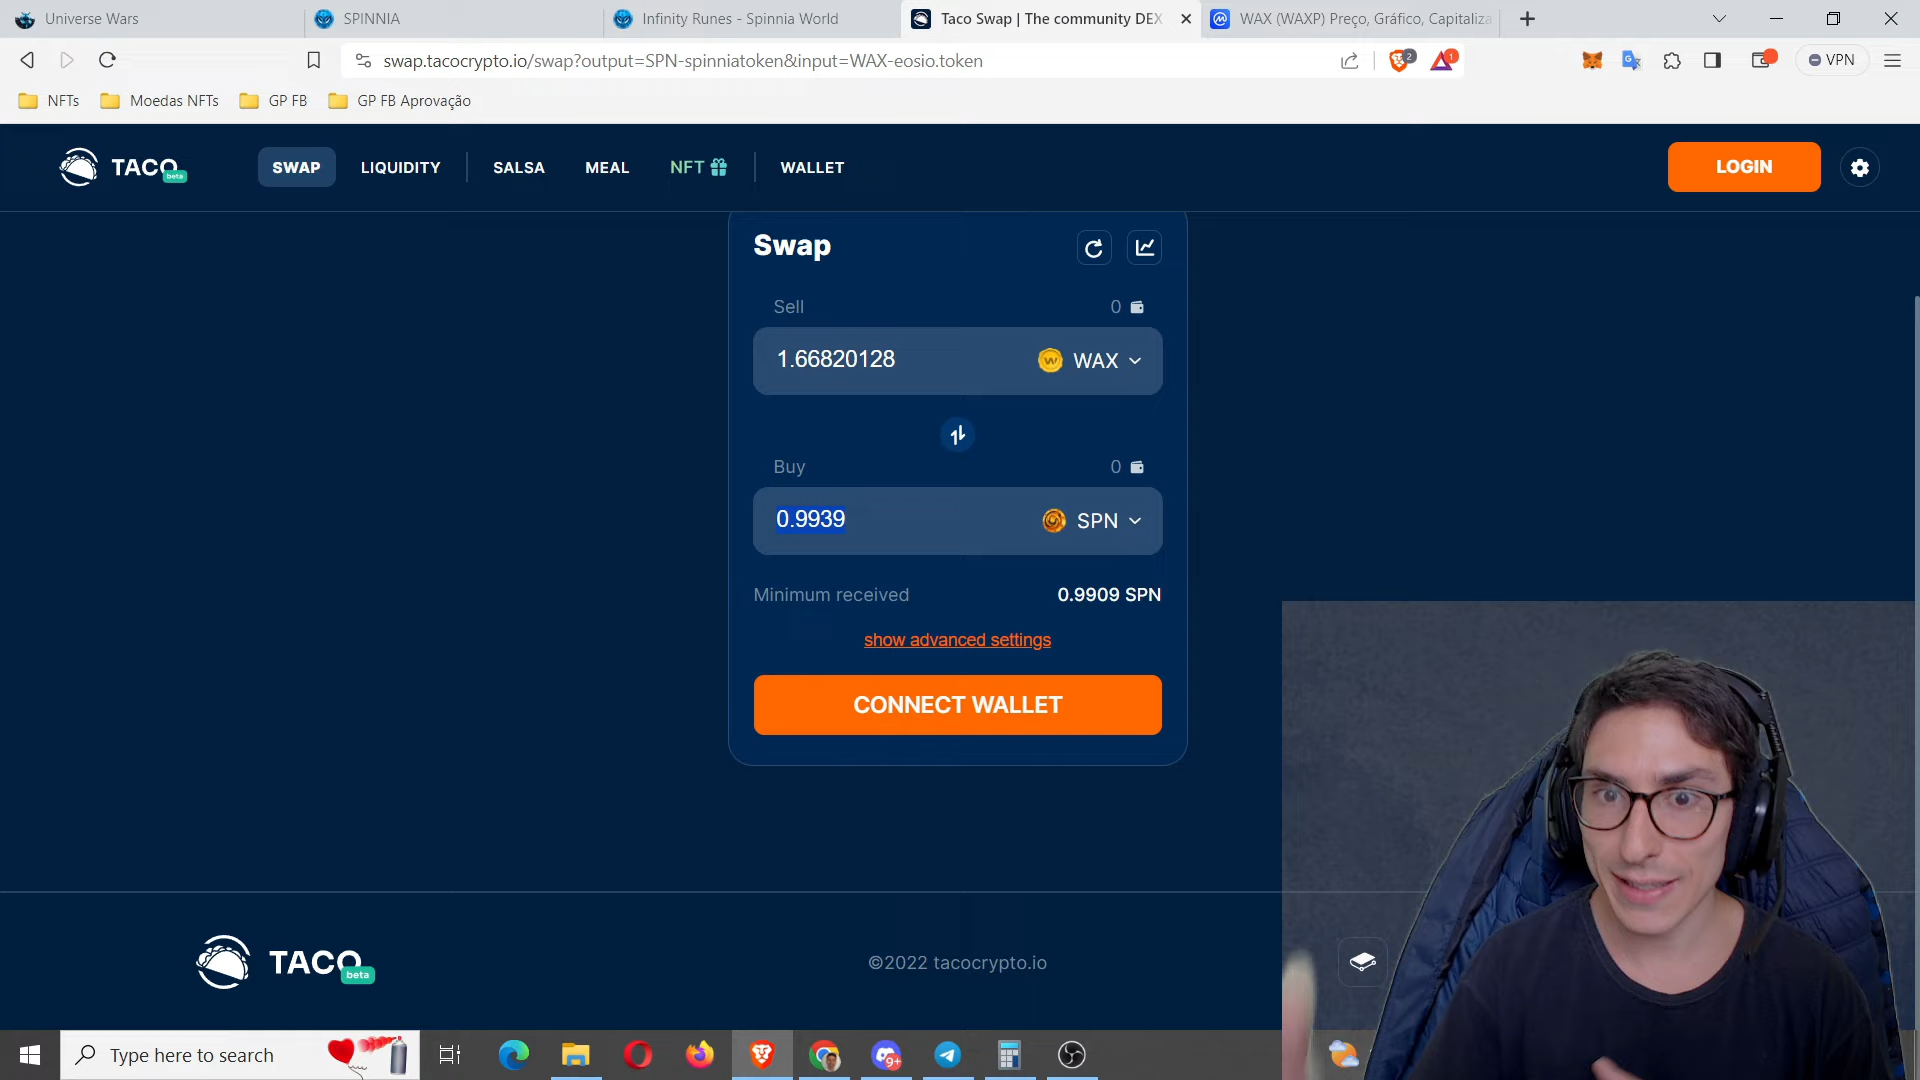 Universe Wars
SPINNIA
Infinity Runes - Spinnia World
Taco Swap | The community DEX
WAX (WAXP) Preço, Gráfico, Capitaliza
swap.tacocrypto.io/swap?output=SPN-spinniatoken&input=WAX-eosio.token
2
1
VPN
NFTs
Moedas NFTs
GP FB
GP FB Aprovação
TACO
beta
SWAP
LIQUIDITY
SALSA
MEAL
NFT
WALLET
LOGIN
Swap
Sell
0
1.66820128
WAX
Buy
0
0.9939
SPN
Minimum received
0.9909 SPN
show advanced settings
CONNECT WALLET
TACO
beta
©2022 tacocrypto.io
Type here to search
9+